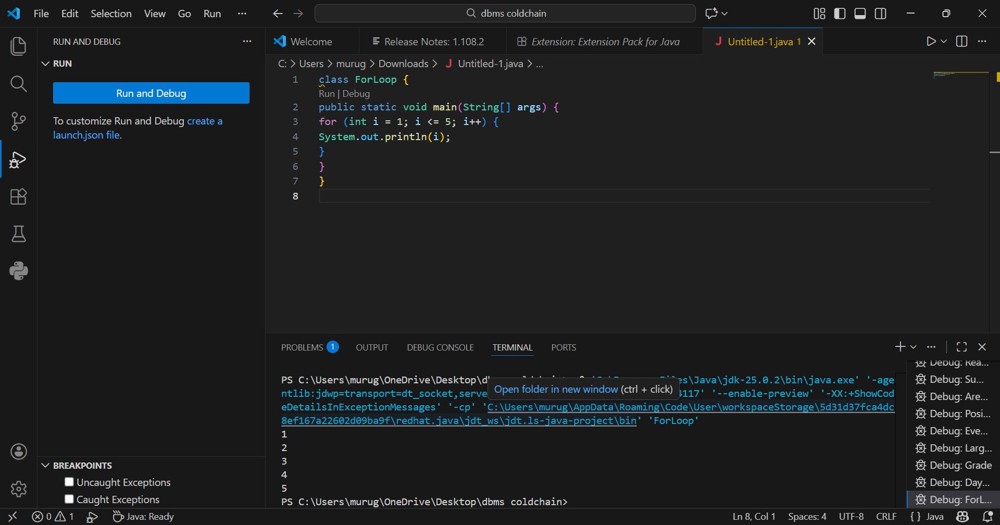 File Edit Selection View Go Run ··· dbms coldchain
RUN AND DEBUG ···
RUN
Run and Debug
To customize Run and Debug create a
launch.json file.
BREAKPOINTS
Uncaught Exceptions
Caught Exceptions
Welcome Release Notes: 1.108.2 Extension: Extension Pack for Java J Untitled-1.java 1
C: > Users > murug > Downloads > J Untitled-1.java > ...
1 class ForLoop {
Run | Debug
2 public static void main(String[] args) {
3 for (int i = 1; i <= 5; i++) {
4 System.out.println(i);
5 }
6 }
7 }
8
PROBLEMS 1 OUTPUT DEBUG CONSOLE TERMINAL PORTS
PS C:\Users\murug\OneDrive\Desktop\d iles\Java\jdk-25.0.2\bin\java.exe' '-age
Open folder in new window (ctrl + click)
ntlib:jdwp=transport=dt_socket,serve 4117' '--enable-preview' '-XX:+ShowCod
eDetailsInExceptionMessages' '-cp' 'C:\Users\murug\AppData\Roaming\Code\User\workspaceStorage\5d31d37fca4dc
8ef167a22602d09ba9f\redhat.java\jdt_ws\jdt.ls-java-project\bin' 'ForLoop'
1
2
3
4
5
PS C:\Users\murug\OneDrive\Desktop\dbms coldchain>
Debug: Rea...
Debug: Su...
Debug: Are...
Debug: Posi...
Debug: Eve...
Debug: Larg...
Debug: Grade
Debug: Day...
Debug: ForL...
0 1 Java: Ready Ln 8, Col 1 Spaces: 4 UTF-8 CRLF { } Java